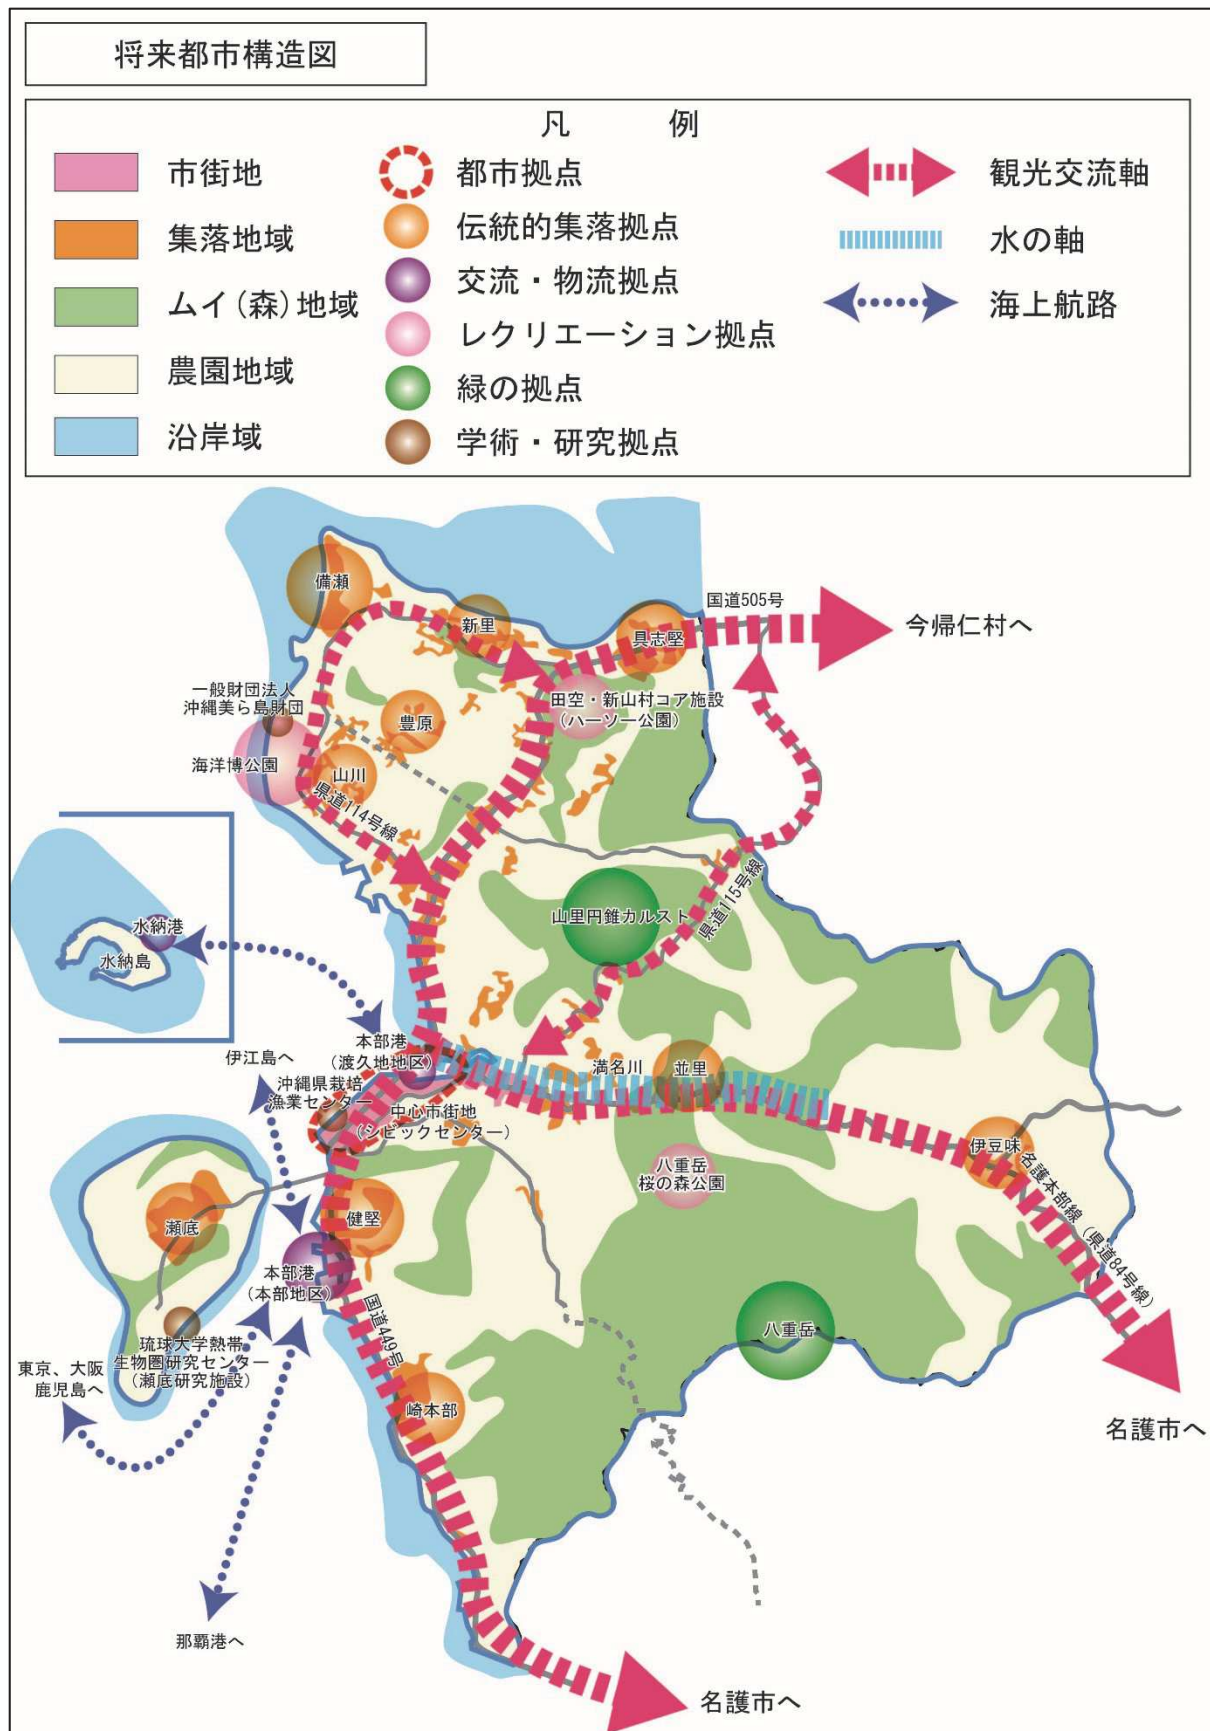 将来都市構造図
凡　例
市街地
集落地域
ムイ(森)地域
農園地域
沿岸域
都市拠点
伝統的集落拠点
交流・物流拠点
レクリエーション拠点
緑の拠点
学術・研究拠点
観光交流軸
水の軸
海上航路
備瀬
新里
具志堅
国道505号
今帰仁村へ
一般財団法人
沖縄美ら島財団
豊原
田空・新山村コア施設
(ハーソー公園)
海洋博公園
山川
県道114号線
山里円錐カルスト
県道115号線
水納港
水納島
本部港
(渡久地地区)
伊江島へ
沖縄県栽培
漁業センター
中心市街地
(シビックセンター)
満名川
並里
伊豆味
八重岳
桜の森公園
名護本部線(県道84号線)
瀬底
健堅
本部港
(本部地区)
国道449号
八重岳
琉球大学熱帯
生物圏研究センター
(瀬底研究施設)
東京、大阪
鹿児島へ
崎本部
名護市へ
那覇港へ
名護市へ